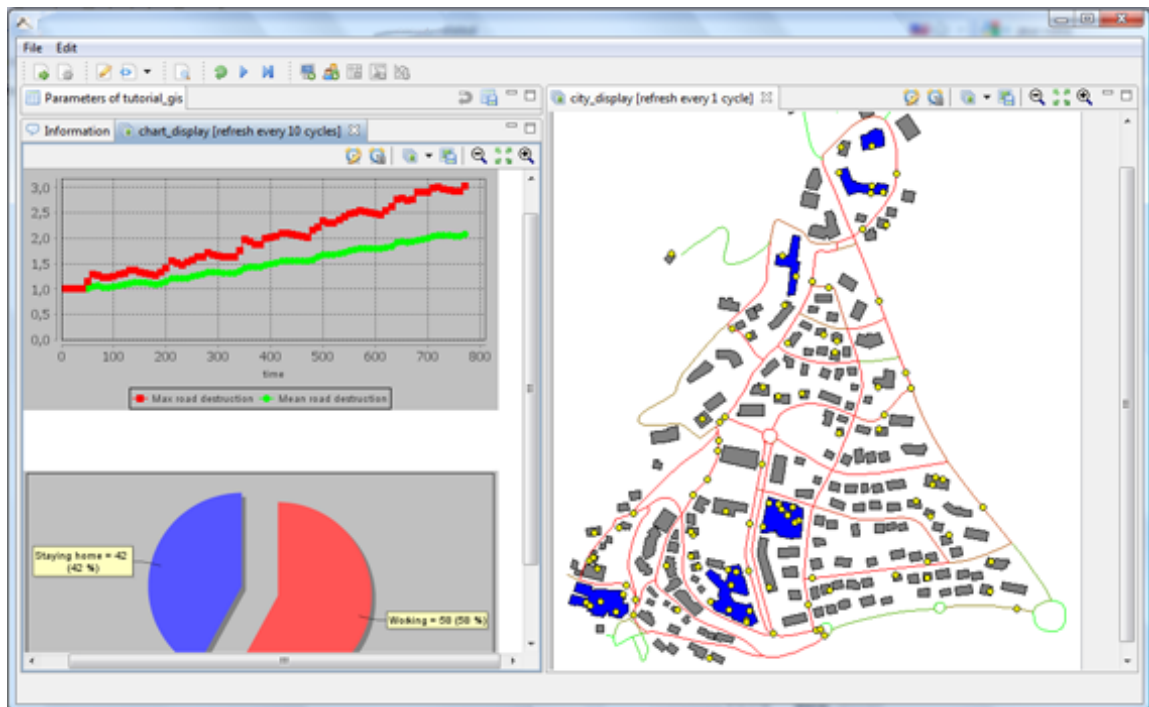 File Edit
Parameters of tutorial_gis
Information chart_display [refresh every 10 cycles]
3,0
2,5
2,0
1,5
1,0
0,5
0,0
0 100 200 300 400 500 600 700 800
time
Max road destruction Mean road destruction
Staying home = 42
(42 %)
Working = 58 (58 %)
city_display [refresh every 1 cycle]